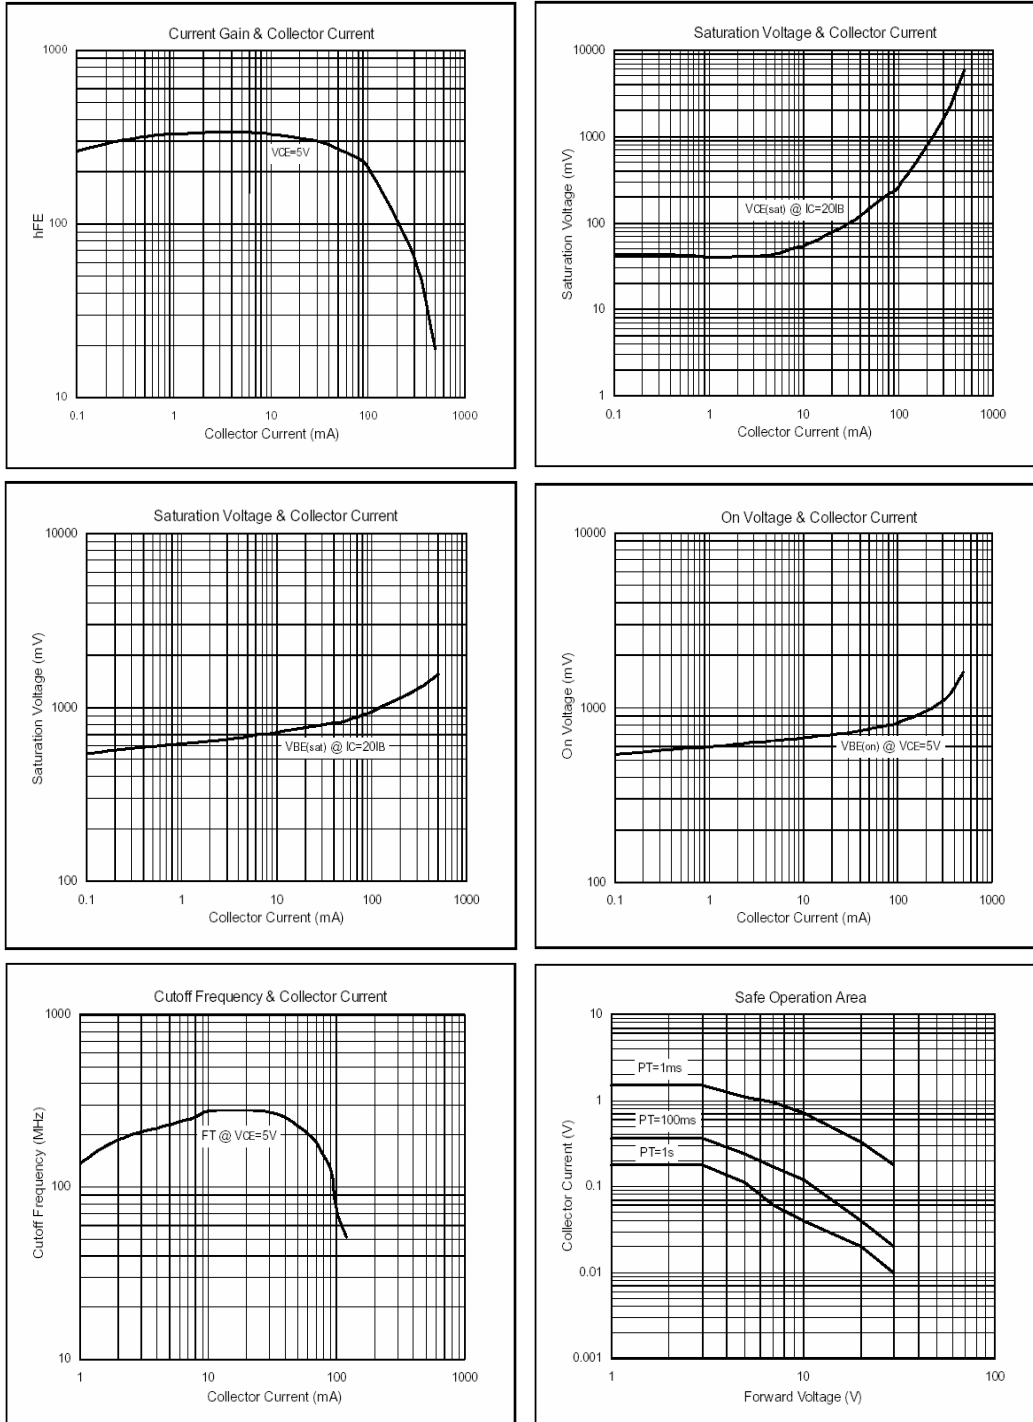 Current Gain & Collector Current
1000
100
10
hFE
VCE=5V
0.1 1 10 100 1000
Collector Current (mA)
Saturation Voltage & Collector Current
10000
1000
100
10
1
Saturation Voltage (mV)
VCE(sat) @ IC=20IB
0.1 1 10 100 1000
Collector Current (mA)
Saturation Voltage & Collector Current
10000
1000
100
Saturation Voltage (mV)
VBE(sat) @ IC=20IB
0.1 1 10 100 1000
Collector Current (mA)
On Voltage & Collector Current
10000
1000
100
On Voltage (mV)
VBE(on) @ VCE=5V
0.1 1 10 100 1000
Collector Current (mA)
Cutoff Frequency & Collector Current
1000
100
10
Cutoff Frequency (MHz)
FT @ VCE=5V
1 10 100 1000
Collector Current (mA)
Safe Operation Area
10
1
0.1
0.01
0.001
Collector Current (V)
PT=1ms
PT=100ms
PT=1s
1 10 100
Forward Voltage (V)